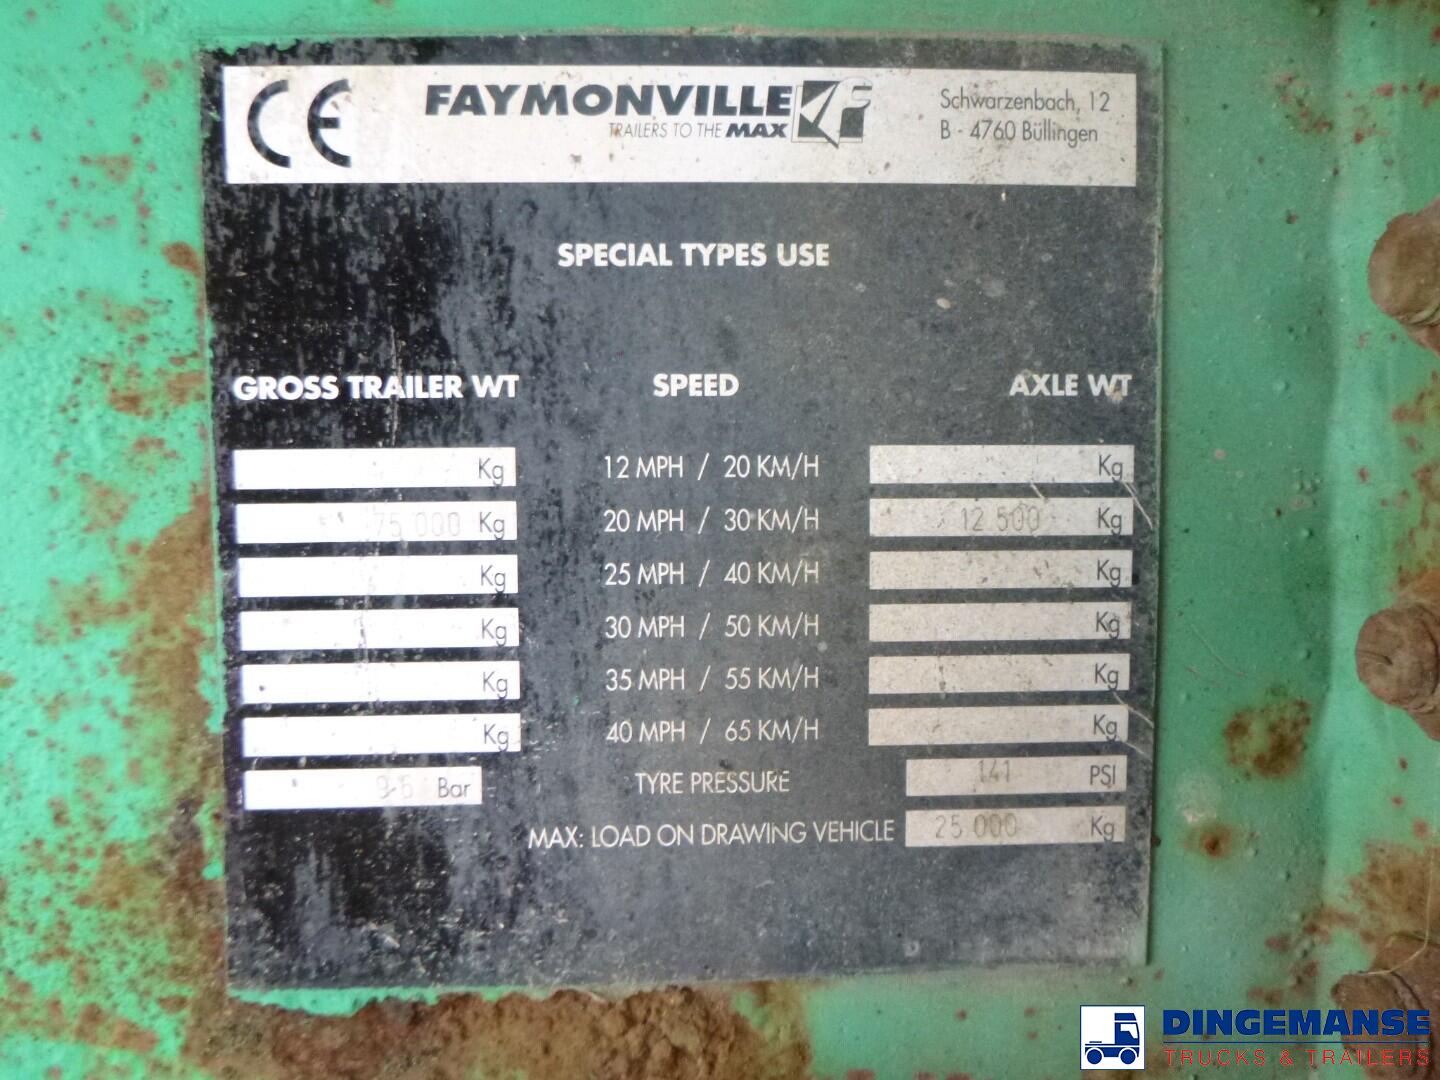 CE FAYMONVILLE Schwarzenbach, 12
TRAILERS TO THE MAX B - 4760 Büllingen
SPECIAL TYPES USE
GROSS TRAILER WT SPEED AXLE WT
Kg 12 MPH / 20 KM/H Kg
75 000 Kg 20 MPH / 30 KM/H 12 500 Kg
Kg 25 MPH / 40 KM/H Kg
Kg 30 MPH / 50 KM/H Kg
Kg 35 MPH / 55 KM/H Kg
Kg 40 MPH / 65 KM/H Kg
Bar TYRE PRESSURE 141 PSI
MAX: LOAD ON DRAWING VEHICLE 25 000 Kg
DINGEMANSE
TRUCKS & TRAILERS